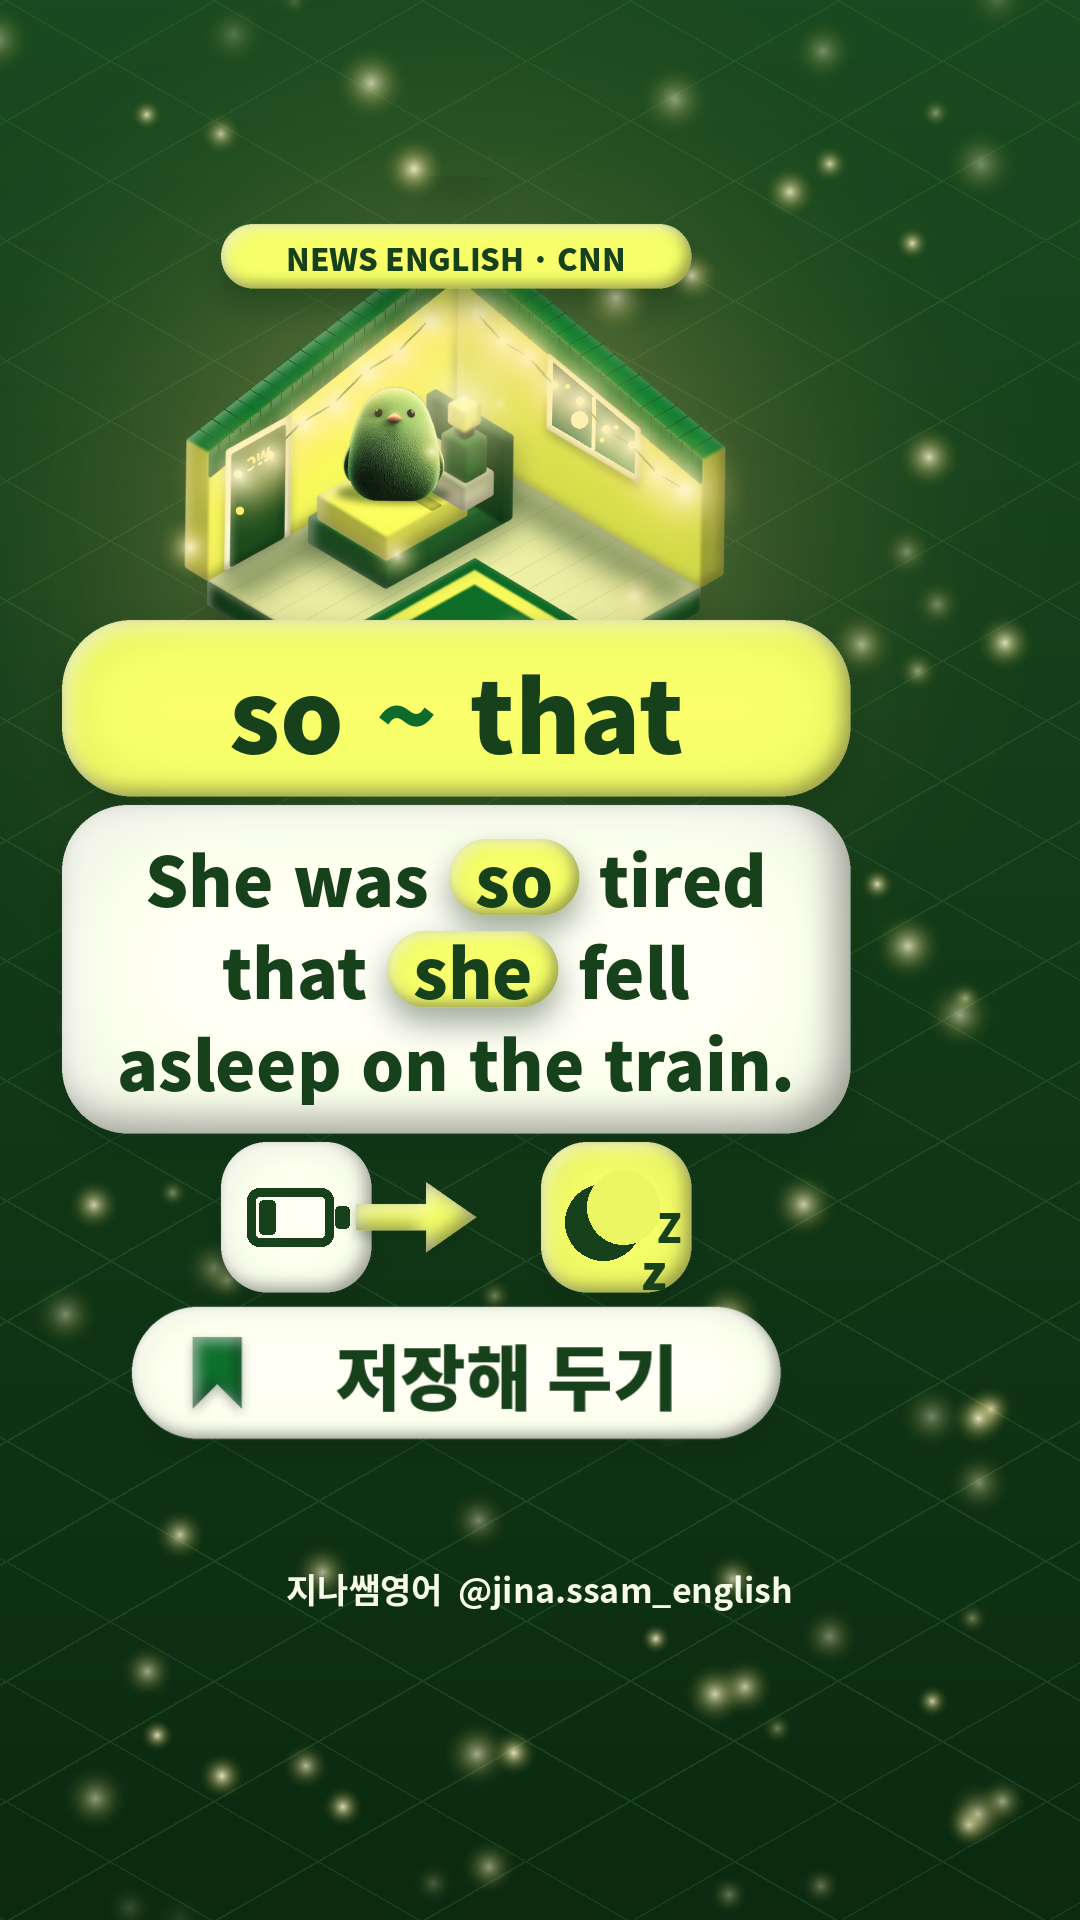 NEWS ENGLISH · CNN
so ~ that
She was so tired
that she fell
asleep on the train.
z
z
저장해 두기
지나쌤영어 @jina.ssam_english